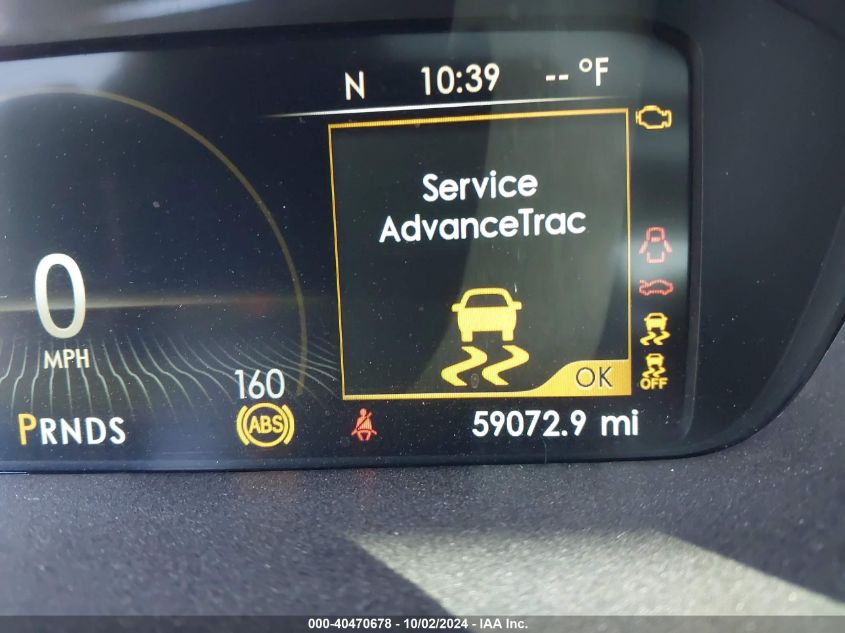 N 10:39 -- °F
Service
AdvanceTrac
0
MPH
160
OK
OFF
PRNDS
ABS
59072.9 mi
000-40470678 - 10/02/2024 - IAA Inc.